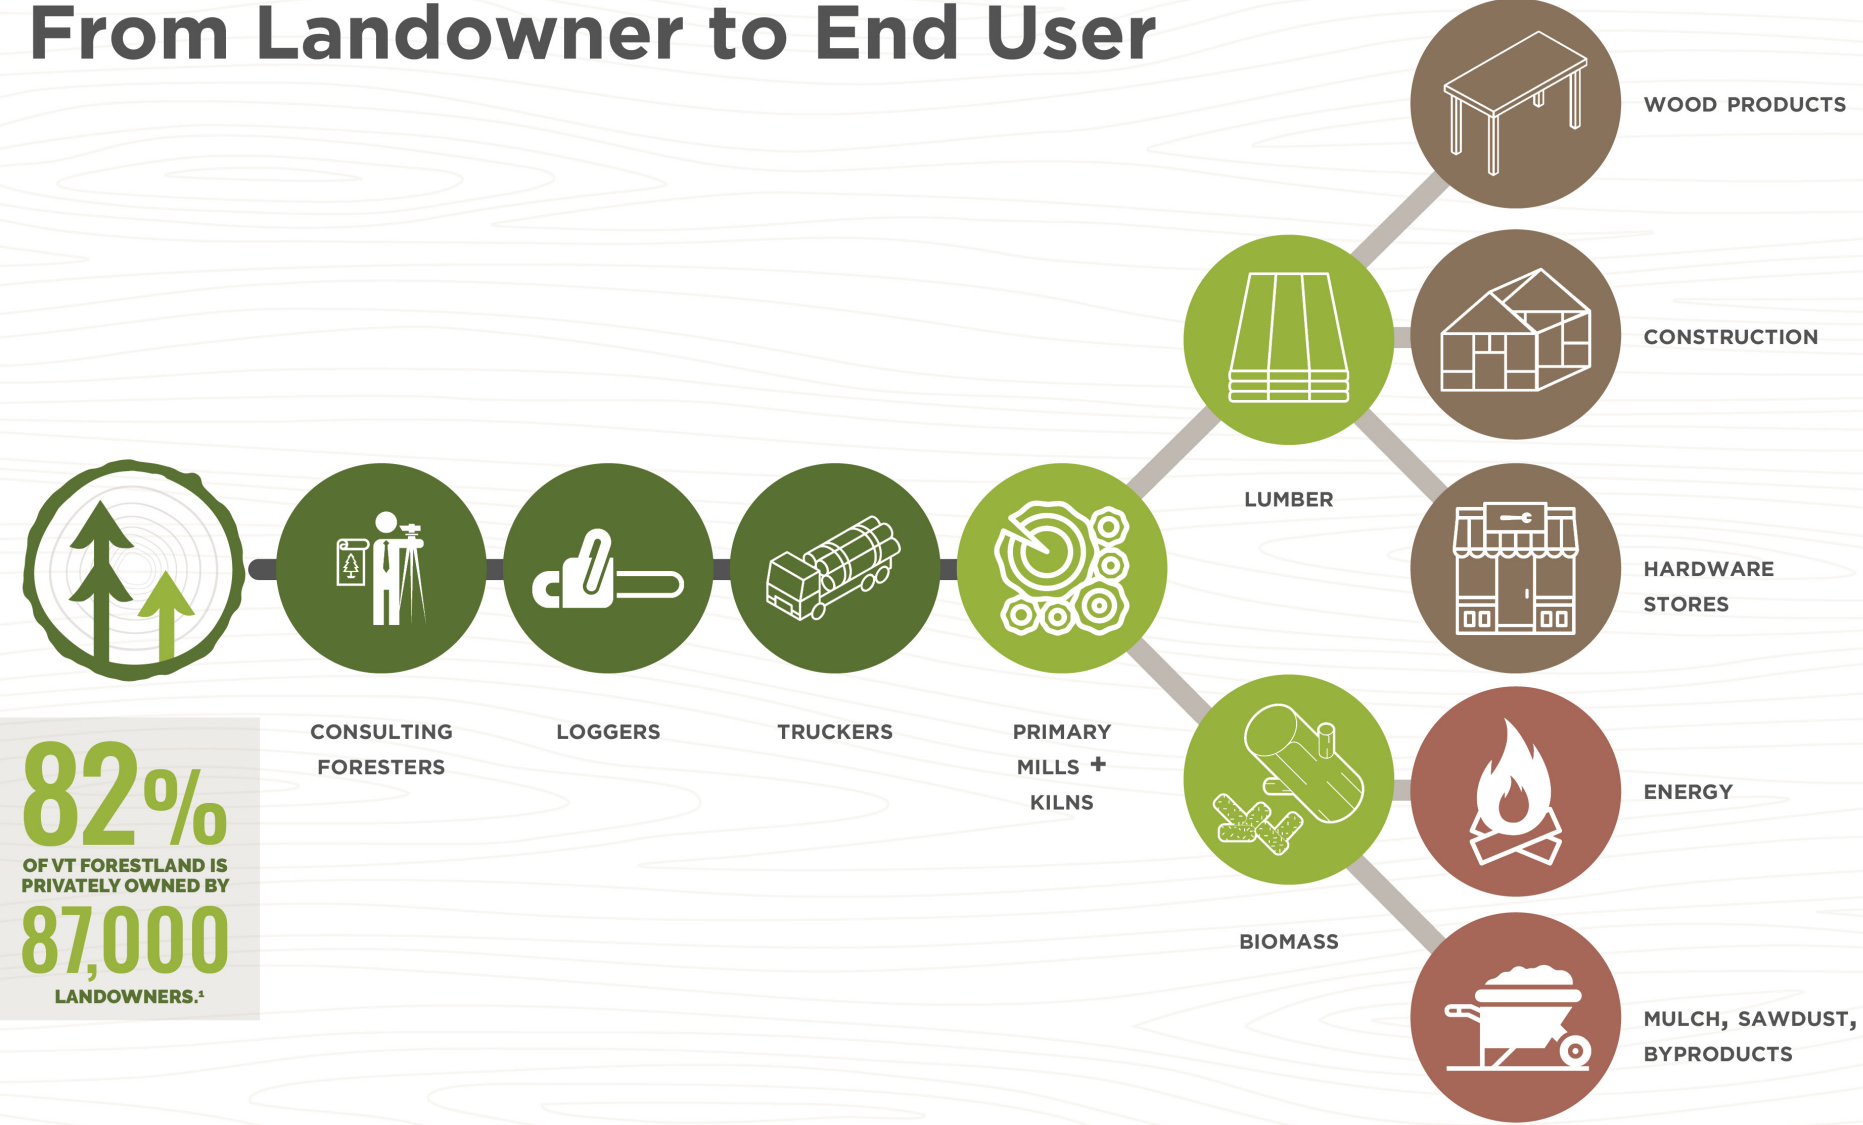 From Landowner to End User
WOOD PRODUCTS
CONSTRUCTION
LUMBER
HARDWARE
STORES
CONSULTING
FORESTERS
LOGGERS
TRUCKERS
PRIMARY
MILLS +
KILNS
ENERGY
BIOMASS
MULCH, SAWDUST,
BYPRODUCTS
82%
OF VT FORESTLAND IS
PRIVATELY OWNED BY
87,000
LANDOWNERS.¹